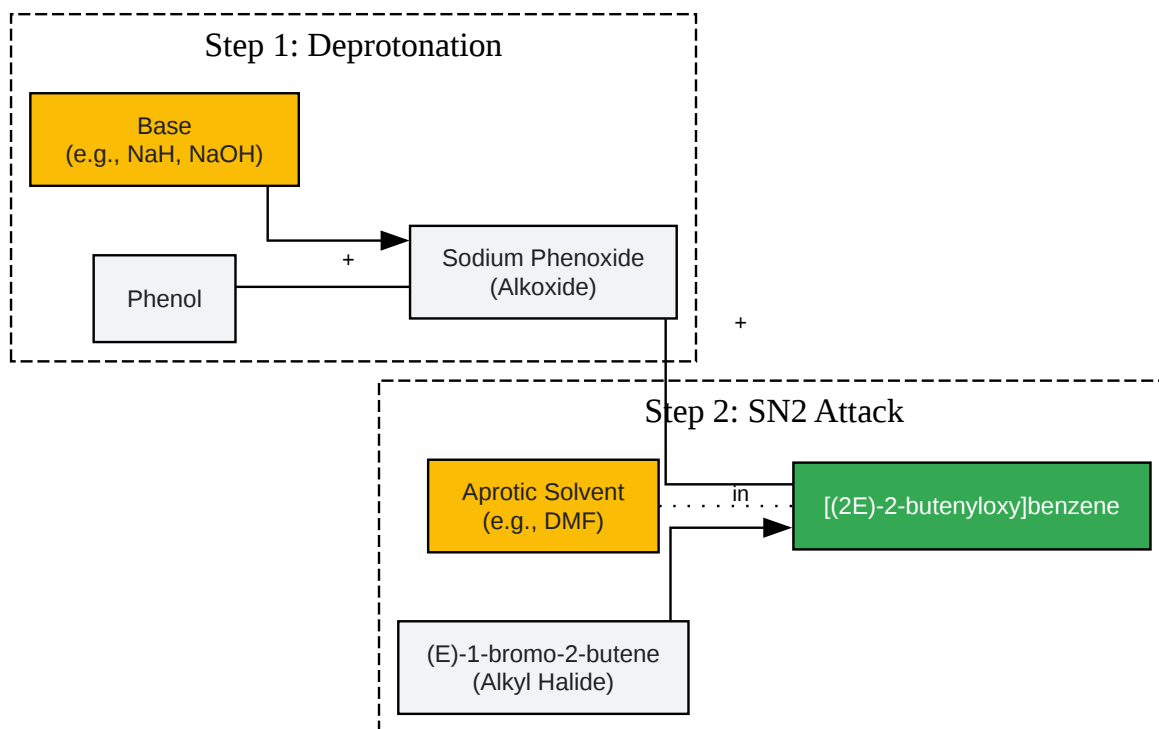 Step 1: Deprotonation
Base
(e.g., NaH, NaOH)
Phenol
+
Sodium Phenoxide
(Alkoxide)
+
Step 2: SN2 Attack
Aprotic Solvent
(e.g., DMF)
in
[(2E)-2-butenyloxy]benzene
(E)-1-bromo-2-butene
(Alkyl Halide)